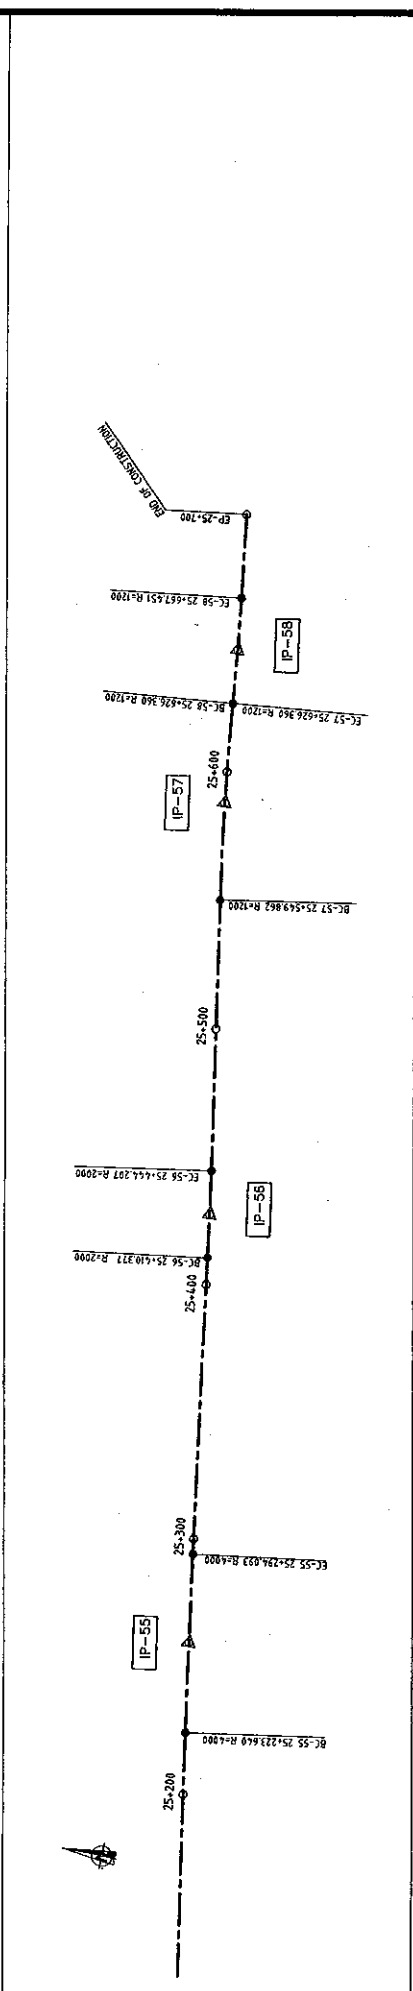 END OF CONSTRUCTION
EP-25+700
EC-58 25+667.451 R=1200
IP-58
BC-58 25+626.360 R=1200
EC-57 25+626.360 R=1200
25+600
IP-57
BC-57 25+549.862 R=1200
25+500
EC-56 25+444.207 R=2000
IP-56
BC-56 25+410.377 R=2000
25+400
25+300
EC-55 25+294.693 R=4000
IP-55
BC-55 25+223.640 R=4000
25+200